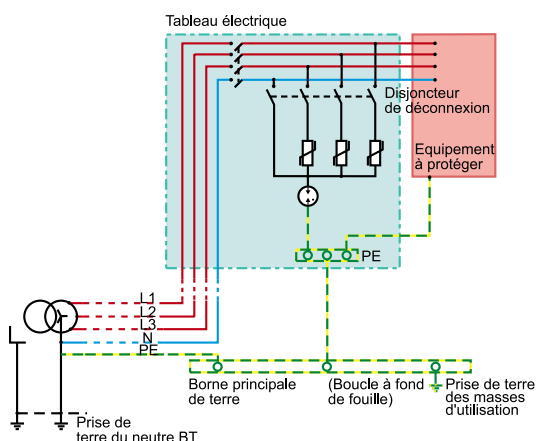 Tableau électrique
Disjoncteur
de déconnexion
Equipement
à protéger
PE
L1
L2
L3
N
PE
Borne principale
de terre
(Boucle à fond
de fouille)
Prise de terre
des masses
d'utilisation
Prise de
terre du neutre BT